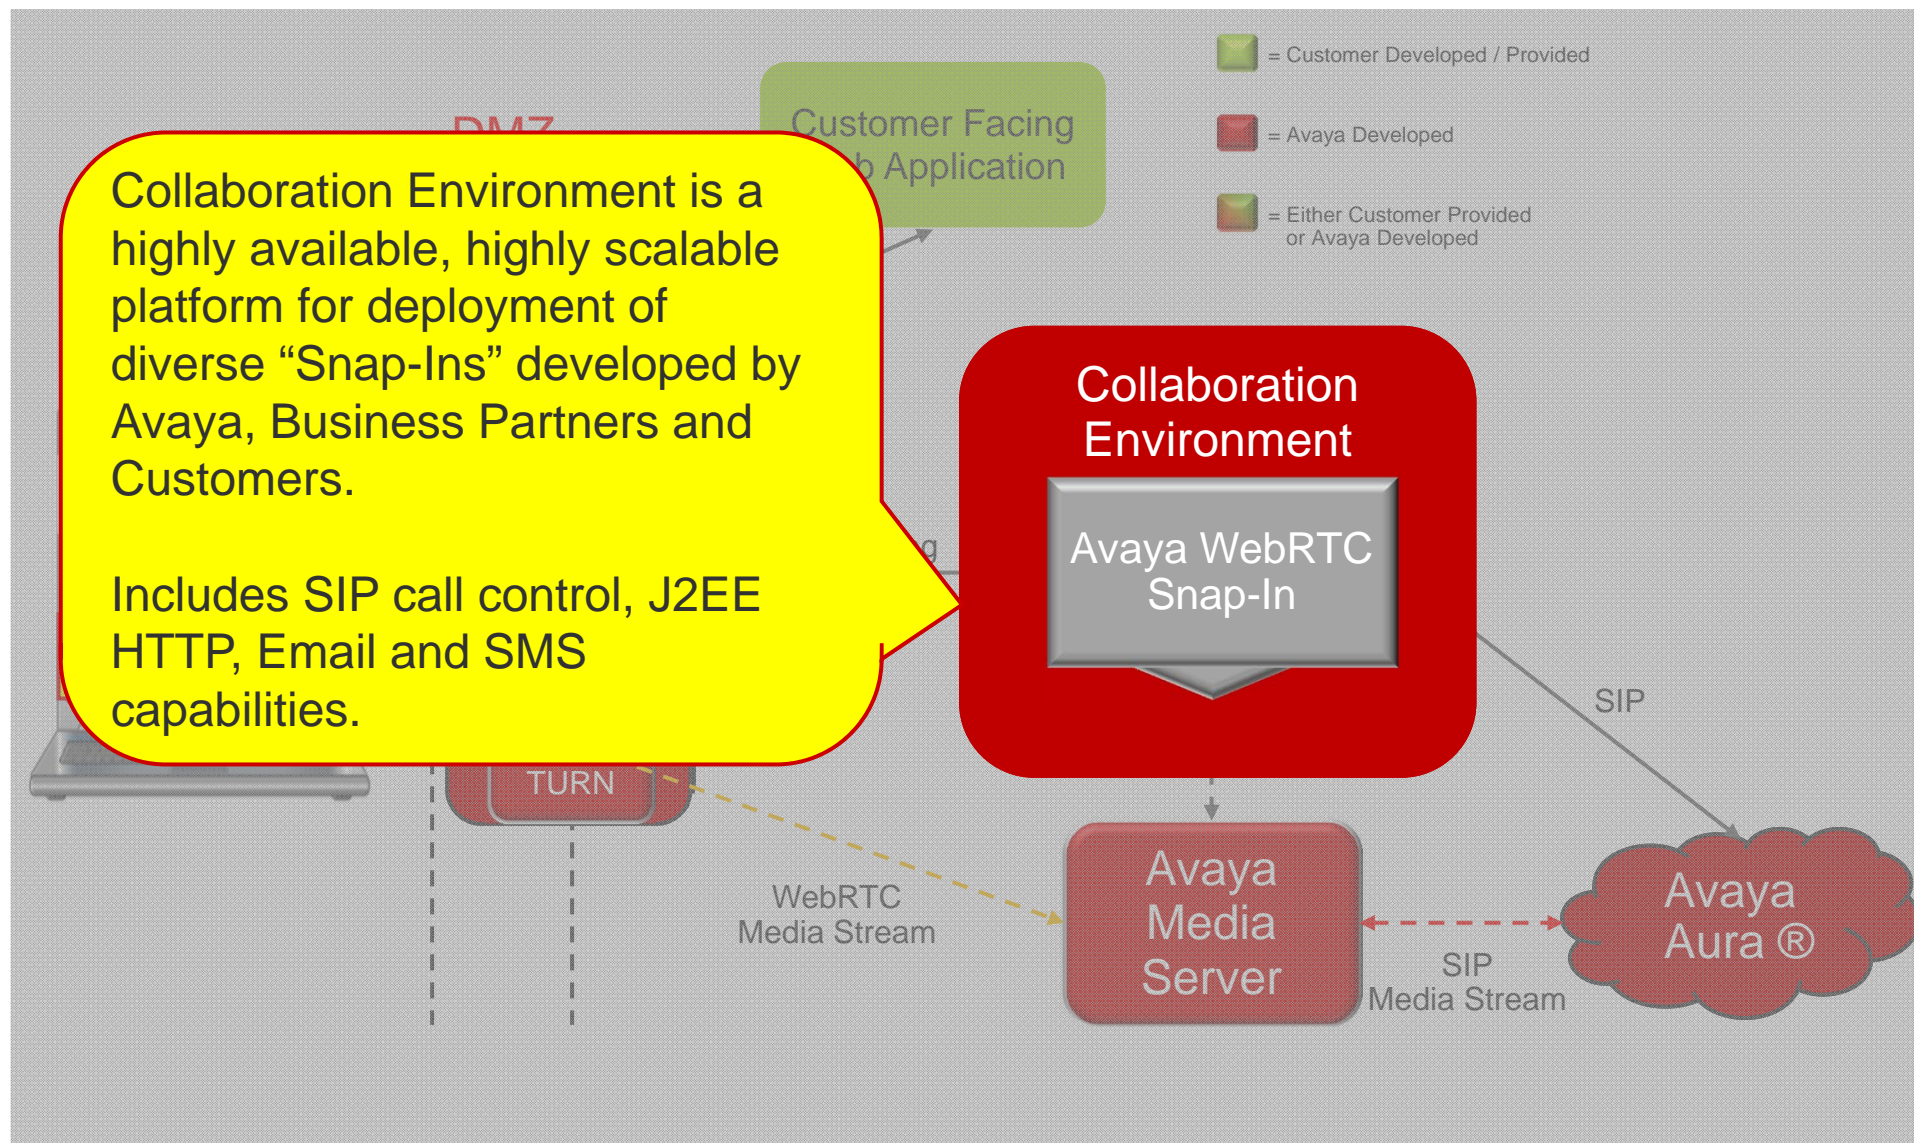 = Customer Developed / Provided
DMZ
Customer Facing
Application
= Avaya Developed
= Either Customer Provided
or Avaya Developed
Collaboration Environment is a
highly available, highly scalable
platform for deployment of
diverse “Snap-Ins” developed by
Avaya, Business Partners and
Customers.
Includes SIP call control, J2EE
HTTP, Email and SMS
capabilities.
Collaboration
Environment
Avaya WebRTC
Snap-In
SIP
TURN
WebRTC
Media Stream
Avaya
Media
Server
SIP
Media Stream
Avaya
Aura ®